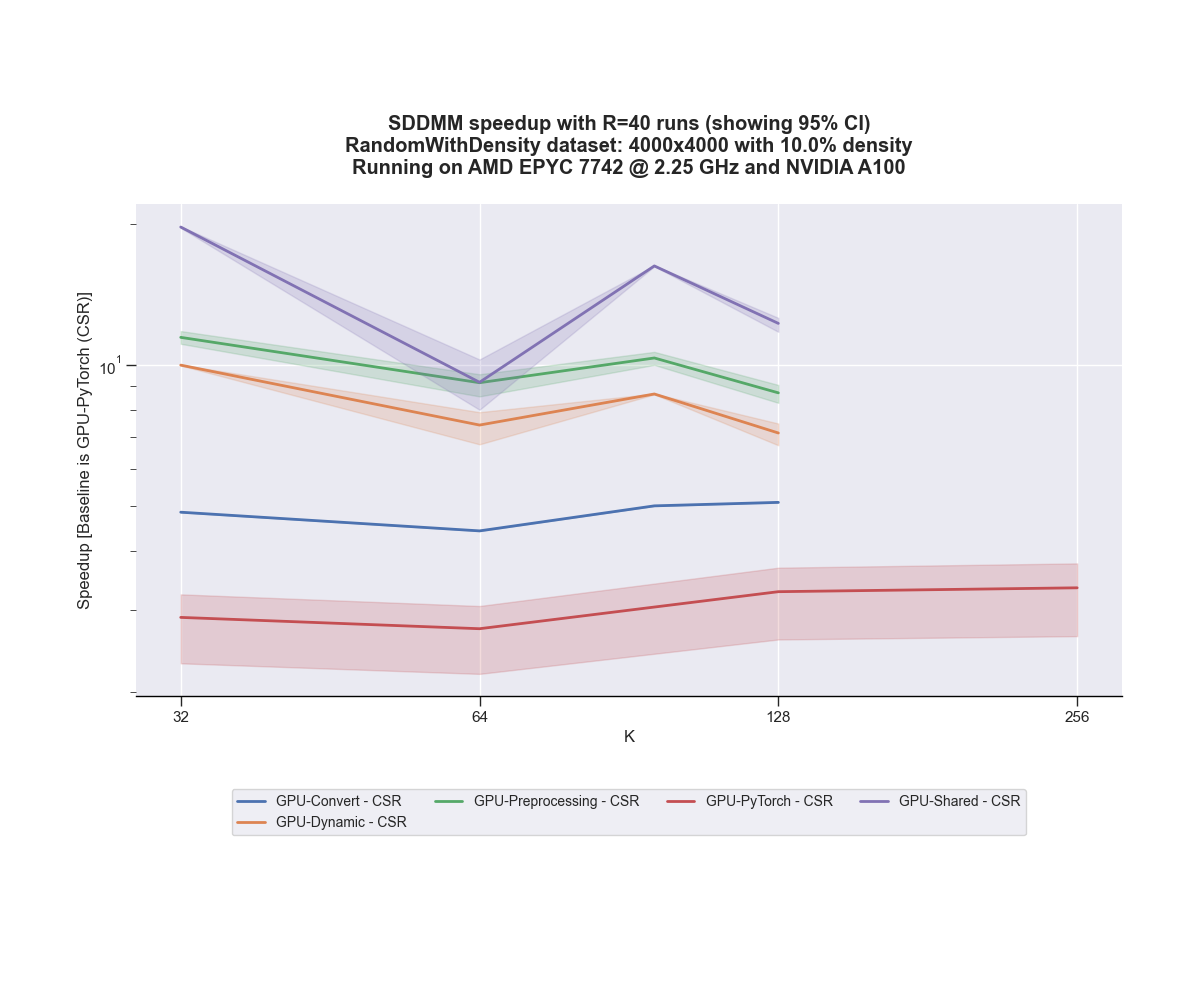 SDDMM speedup with R=40 runs (showing 95% CI)
RandomWithDensity dataset: 4000x4000 with 10.0% density
Running on AMD EPYC 7742 @ 2.25 GHz and NVIDIA A100
Speedup [Baseline is GPU-PyTorch (CSR)]
10¹
32 64 128 256
K
GPU-Convert - CSR GPU-Preprocessing - CSR GPU-PyTorch - CSR GPU-Shared - CSR
GPU-Dynamic - CSR